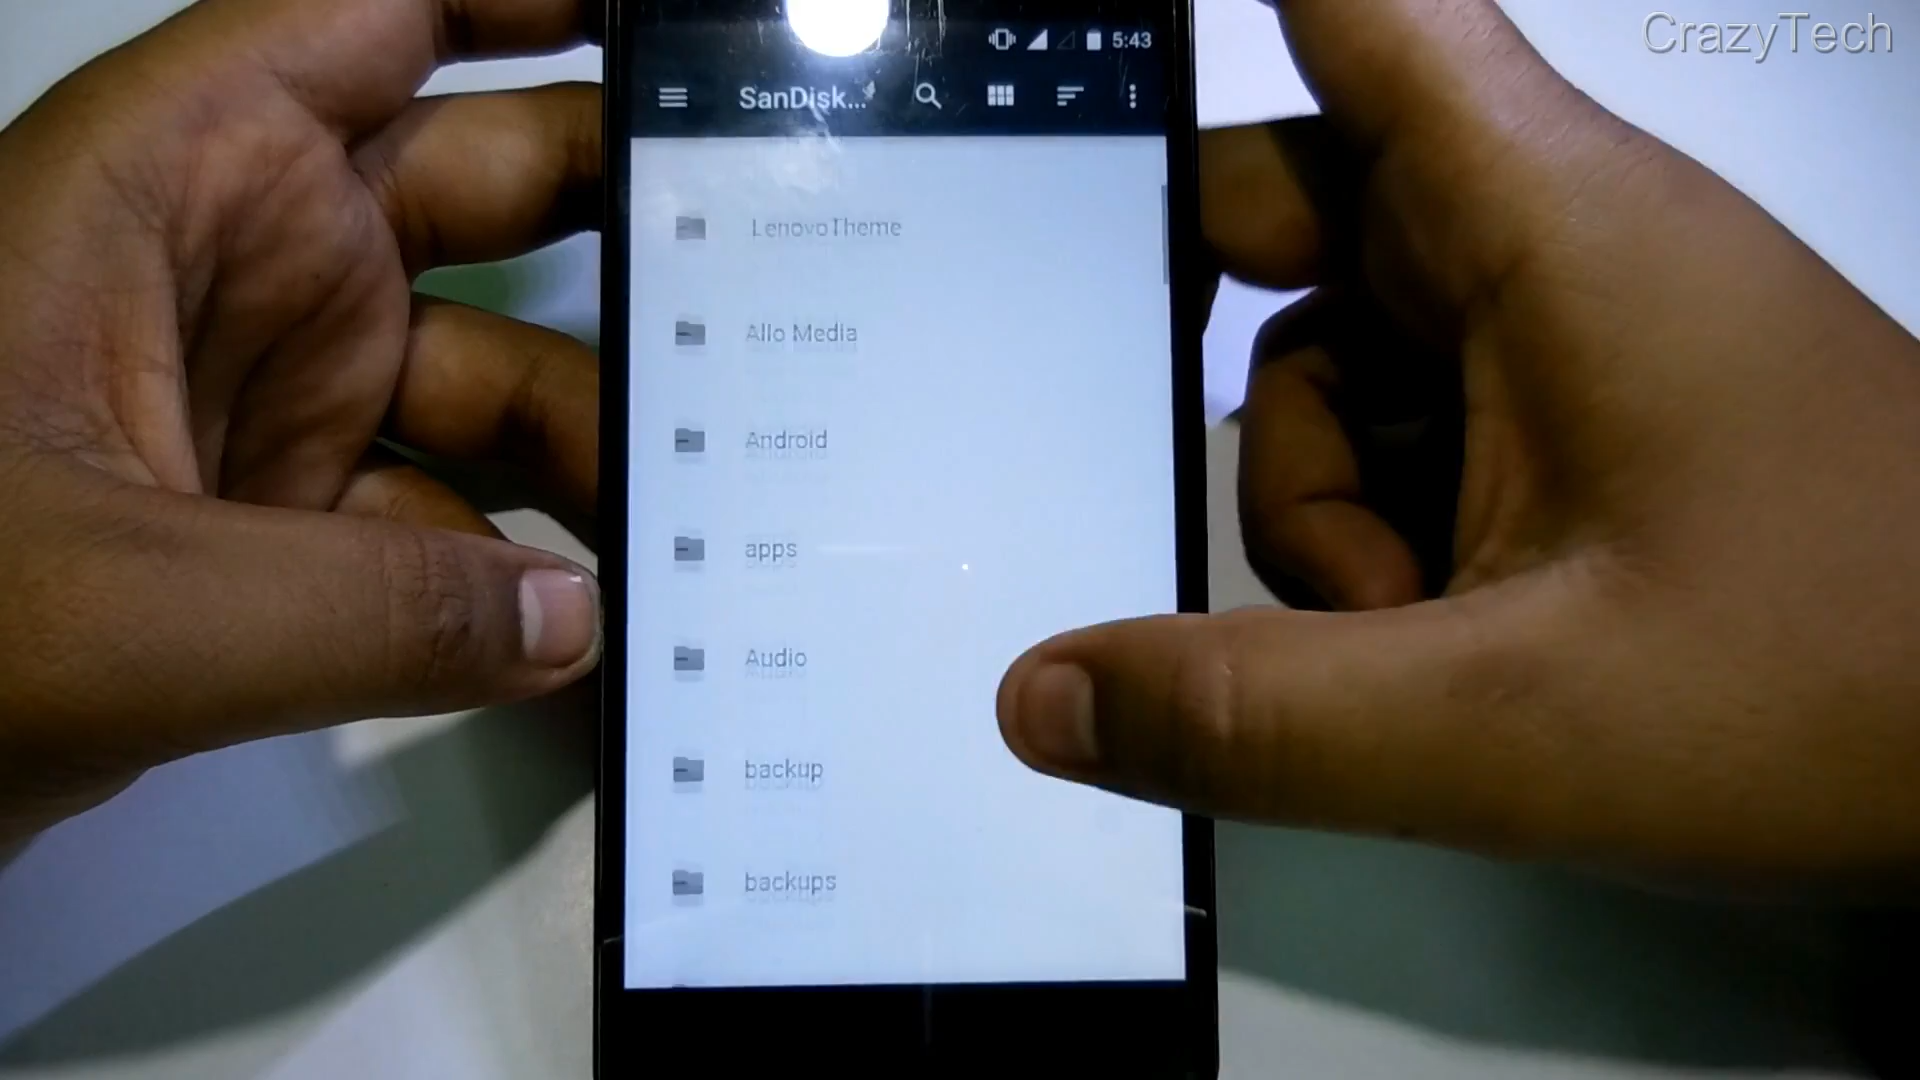 CrazyTech
5:43
SanDisk...
LenovoTheme
Allo Media
Android
apps
Audio
backup
backups